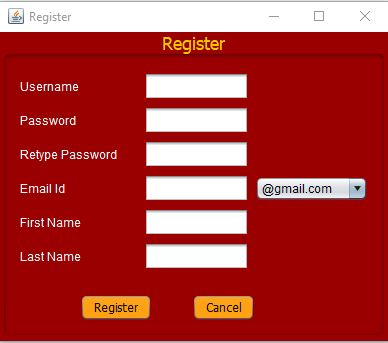 Register
Register
Username
Password
Retype Password
Email Id @gmail.com
First Name
Last Name
Register Cancel